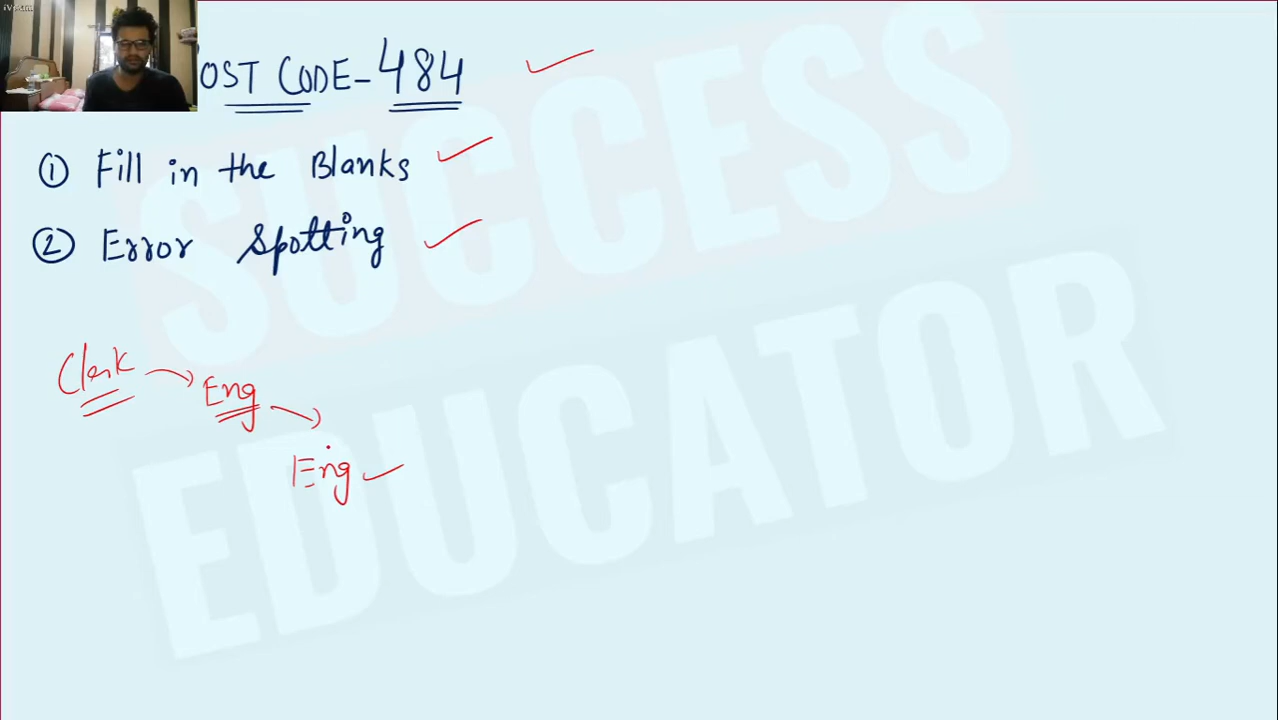 OST CODE-484
① Fill in the Blanks
② Error Spotting
Clerk
Eng
Eng
SUCCESS
EDUCATOR